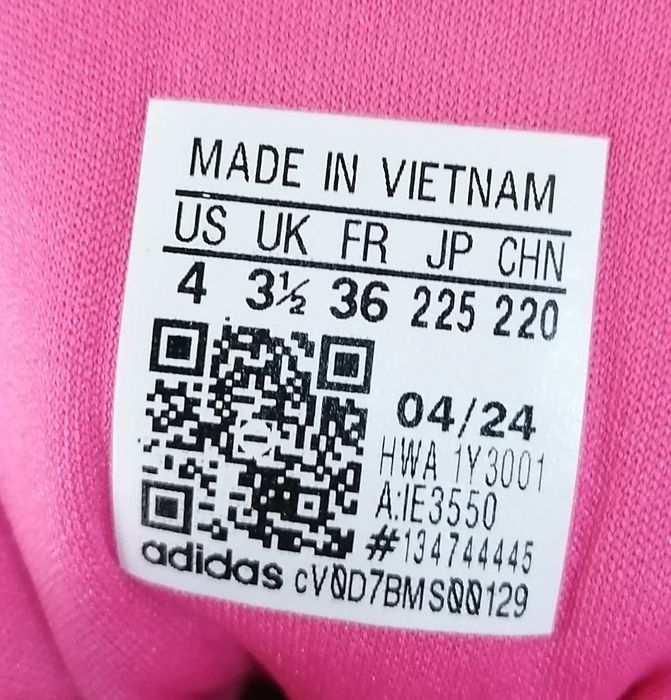 MADE IN VIETNAM
US UK FR JP CHN
4 3½ 36 225 220
04/24
HWA 1Y3001
A:IE3550
#134744445
adidas cV0D7BMS00129